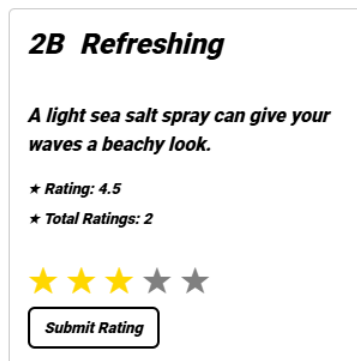 2B Refreshing
A light sea salt spray can give your
waves a beachy look.
★ Rating: 4.5
★ Total Ratings: 2
Submit Rating